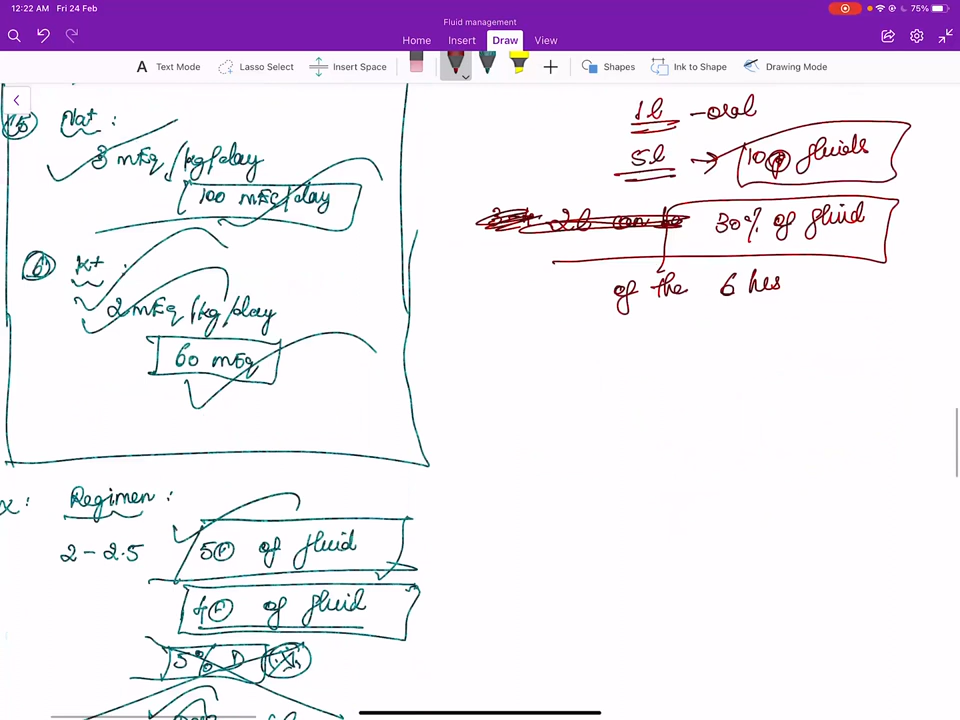 12:22 AM Fri 24 Feb
75%
Fluid management
Home Insert Draw View
Text Mode Lasso Select Insert Space Shapes Ink to Shape Drawing Mode
5 Na+ :
3 mEq/kg/day
100 mEq/day
6 K+ :
2 mEq/kg/day
60 mEq
Regimen :
2 - 2.5
of fluid
of fluid
5% D
1l - oral
5l → fluids
30% of fluid
of the 6 hrs